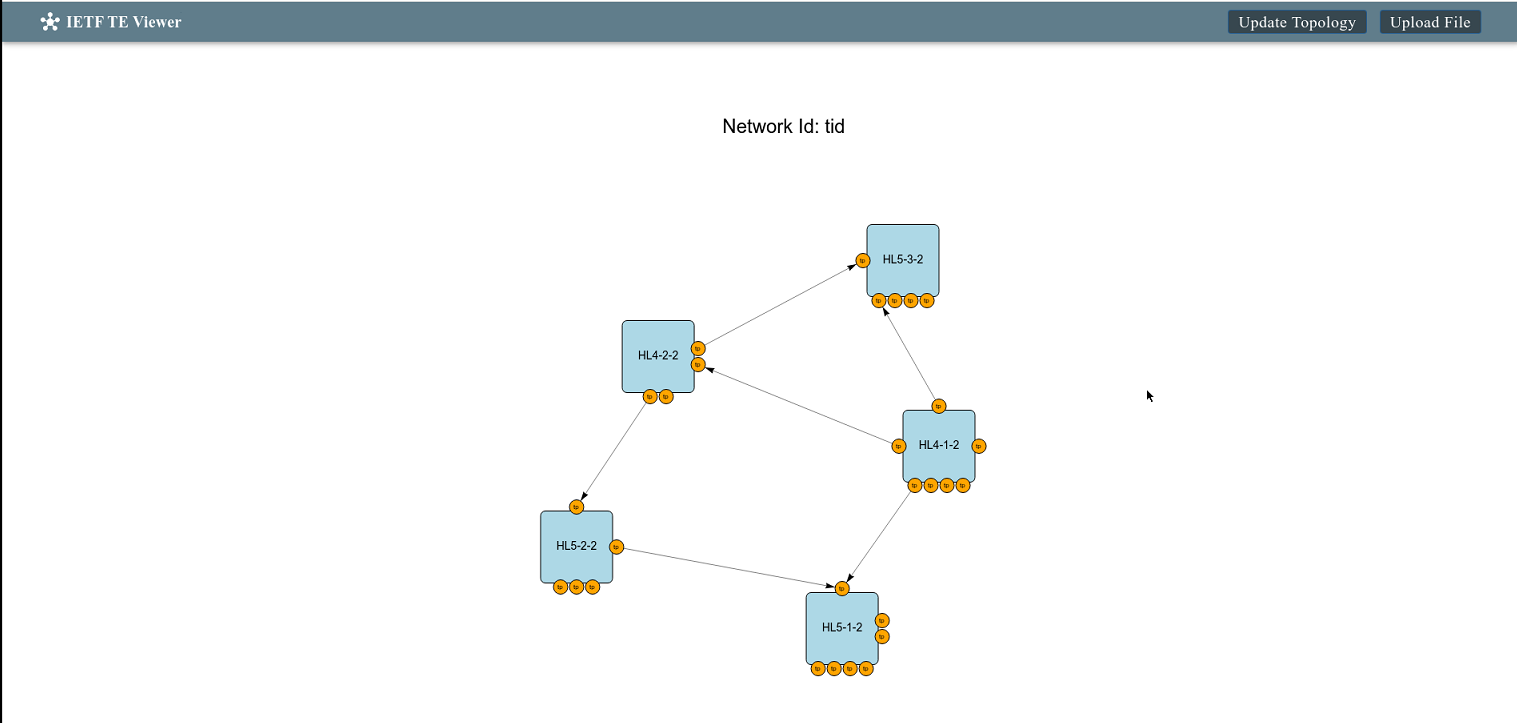 IETF TE Viewer
Update Topology
Upload File
Network Id: tid
HL5-3-2
tp
tp tp tp tp
HL4-2-2
tp
tp
tp tp
tp
HL4-1-2
tp
tp
tp tp tp tp
tp
HL5-2-2
tp
tp tp tp
tp
HL5-1-2
tp
tp
tp tp tp tp